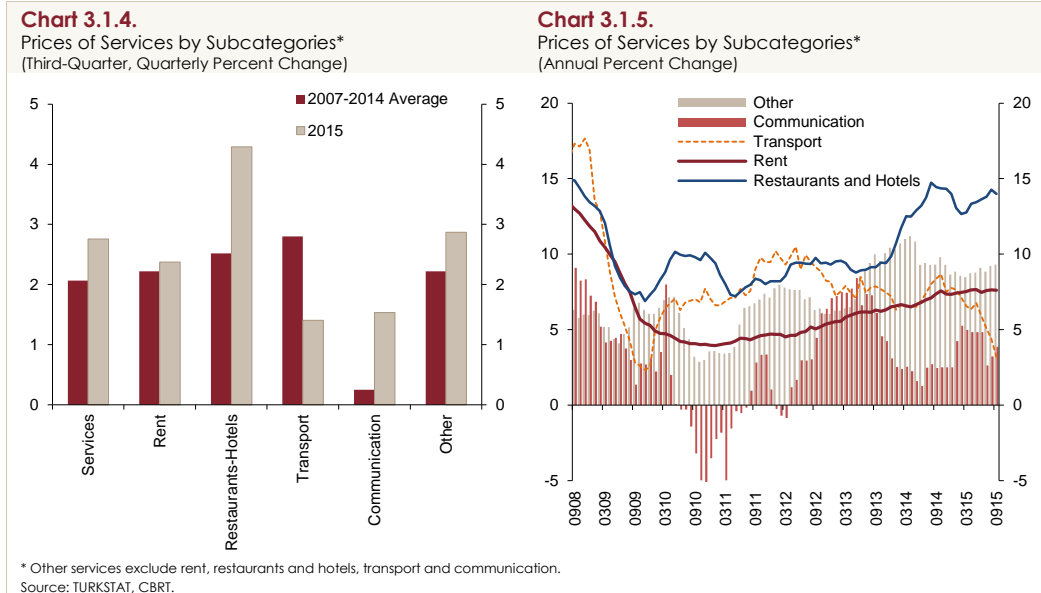 Chart 3.1.4.
Prices of Services by Subcategories*
(Third-Quarter, Quarterly Percent Change)
5
4
3
2
1
0
5
4
3
2
1
0
2007-2014 Average
2015
Services
Rent
Restaurants-Hotels
Transport
Communication
Other
Chart 3.1.5.
Prices of Services by Subcategories*
(Annual Percent Change)
20
15
10
5
0
-5
20
15
10
5
0
-5
Other
Communication
Transport
Rent
Restaurants and Hotels
0908
0309
0909
0310
0910
0311
0911
0312
0912
0313
0913
0314
0914
0315
0915
* Other services exclude rent, restaurants and hotels, transport and communication.
Source: TURKSTAT, CBRT.